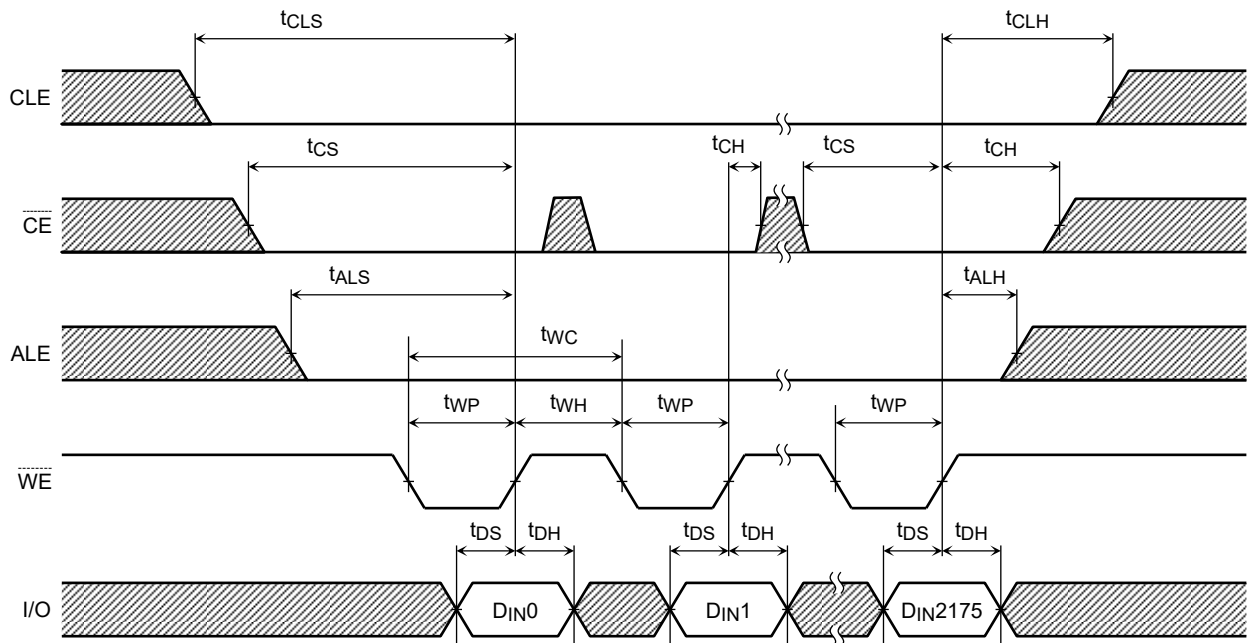 tCLS
tCLH
CLE
tCS
tCH
tCS
tCH
CE
tALS
tALH
ALE
tWC
tWP
tWH
tWP
tWP
WE
tDS
tDH
tDS
tDH
tDS
tDH
I/O
DIN0
DIN1
DIN2175